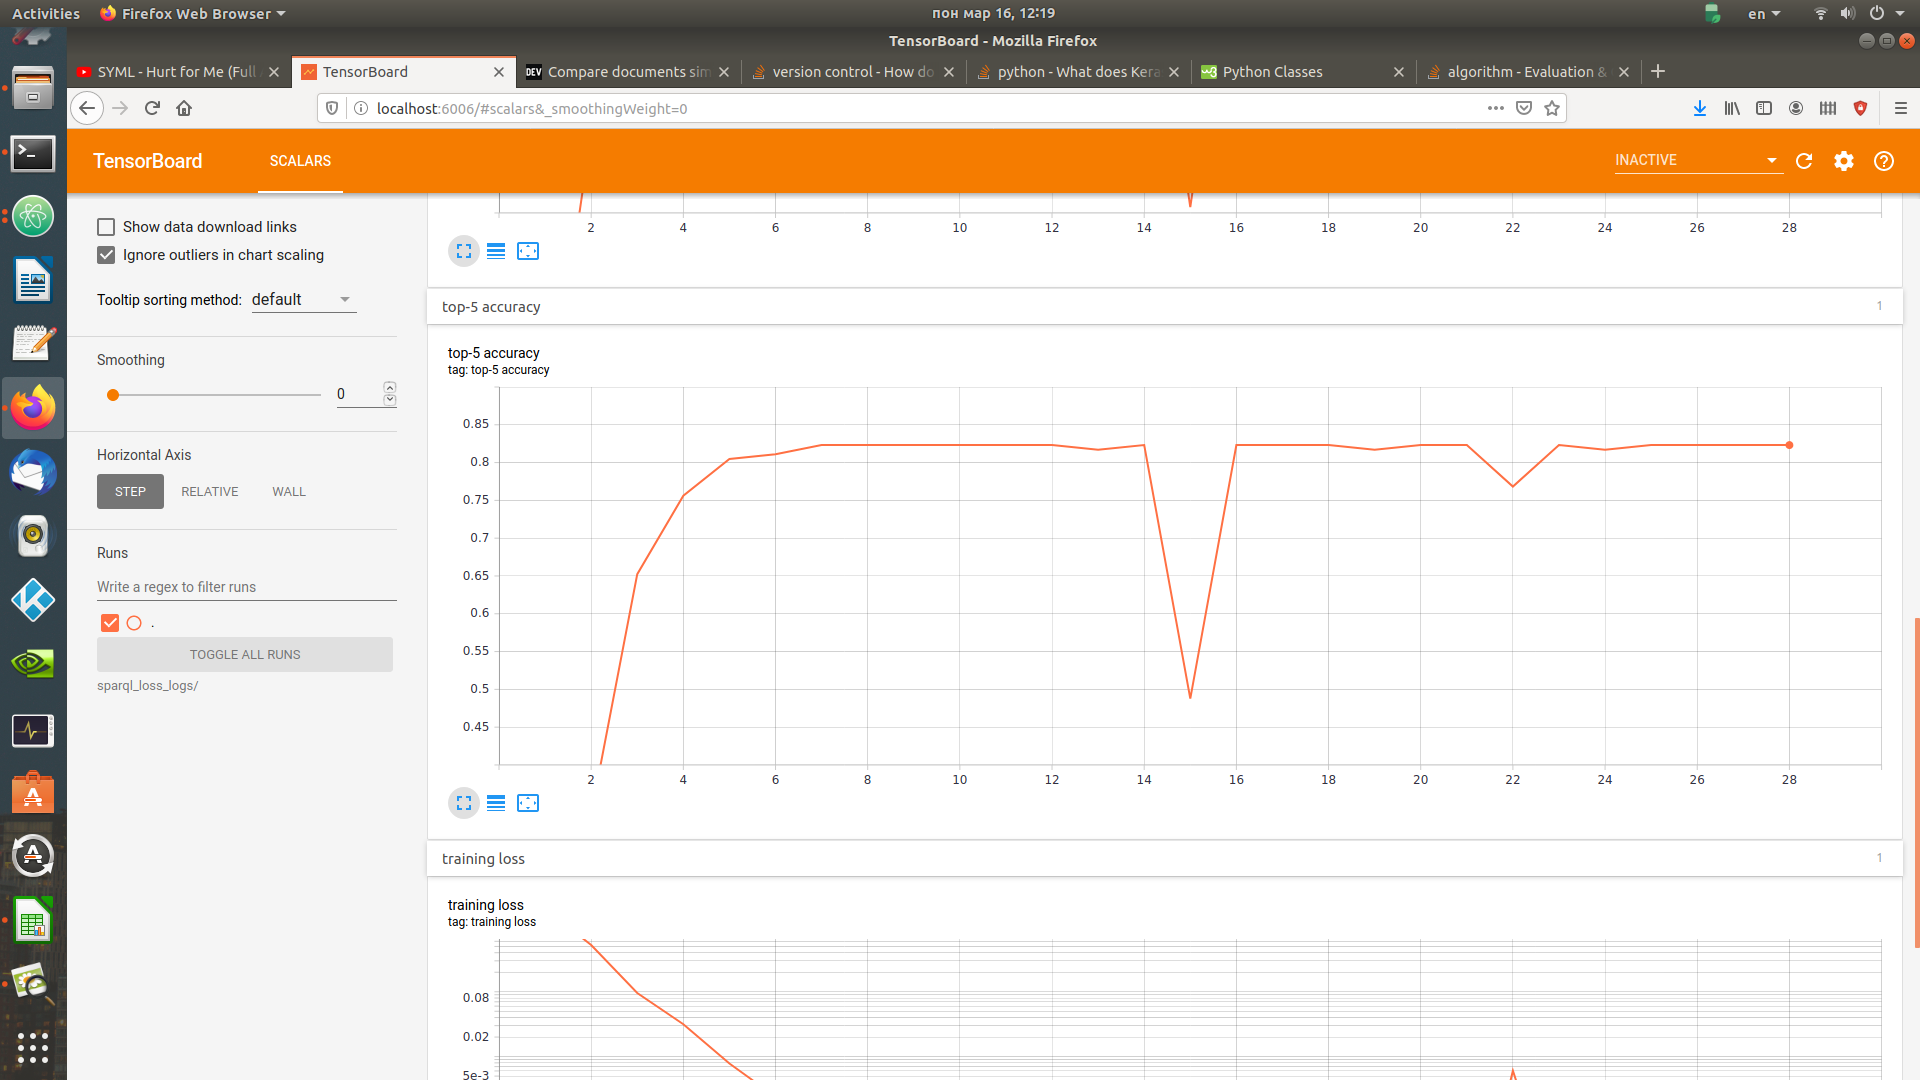 Activities Firefox Web Browser пон мар 16, 12:19 en
TensorBoard - Mozilla Firefox
SYML - Hurt for Me (Full TensorBoard DEV Compare documents sim version control - How do python - What does Kera w3 Python Classes algorithm - Evaluation &
localhost:6006/#scalars&_smoothingWeight=0
TensorBoard SCALARS INACTIVE
Show data download links
Ignore outliers in chart scaling
Tooltip sorting method: default
Smoothing
0
Horizontal Axis
STEP RELATIVE WALL
Runs
Write a regex to filter runs
.
TOGGLE ALL RUNS
sparql_loss_logs/
2 4 6 8 10 12 14 16 18 20 22 24 26 28
top-5 accuracy 1
top-5 accuracy
tag: top-5 accuracy
0.85
0.8
0.75
0.7
0.65
0.6
0.55
0.5
0.45
2 4 6 8 10 12 14 16 18 20 22 24 26 28
training loss 1
training loss
tag: training loss
0.08
0.02
5e-3